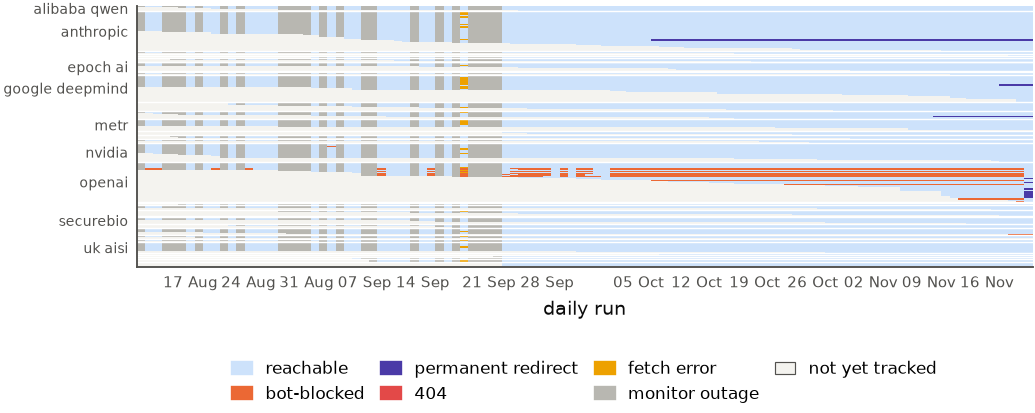 alibaba qwen
anthropic
epoch ai
google deepmind
metr
nvidia
openai
securebio
uk aisi
17 Aug 24 Aug 31 Aug 07 Sep 14 Sep 21 Sep 28 Sep 05 Oct 12 Oct 19 Oct 26 Oct 02 Nov 09 Nov 16 Nov
daily run
reachable permanent redirect fetch error not yet tracked
bot-blocked 404 monitor outage